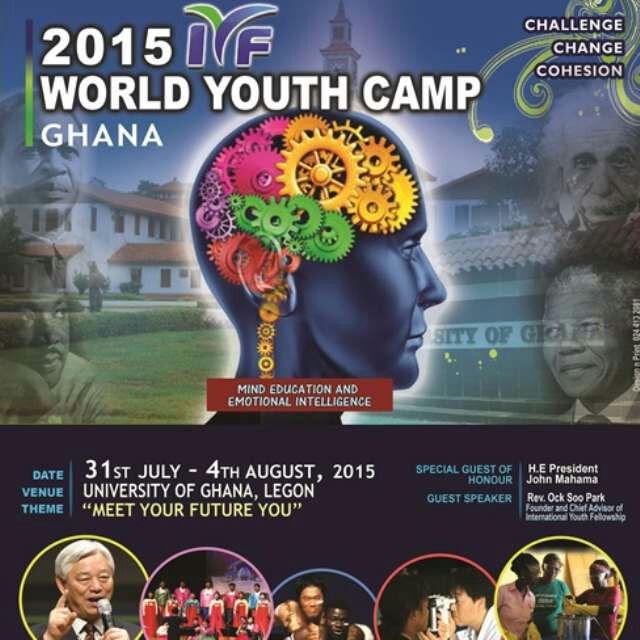 2015 IYF
WORLD YOUTH CAMP
GHANA
CHALLENGE
CHANGE
COHESION
SITY OF GHA
MIND EDUCATION AND
EMOTIONAL INTELLIGENCE
DATE 31ST JULY - 4TH AUGUST, 2015
VENUE UNIVERSITY OF GHANA, LEGON
THEME "MEET YOUR FUTURE YOU"
SPECIAL GUEST OF HONOUR
H.E President
John Mahama
GUEST SPEAKER
Rev. Ock Soo Park
Founder and Chief Advisor of
International Youth Fellowship